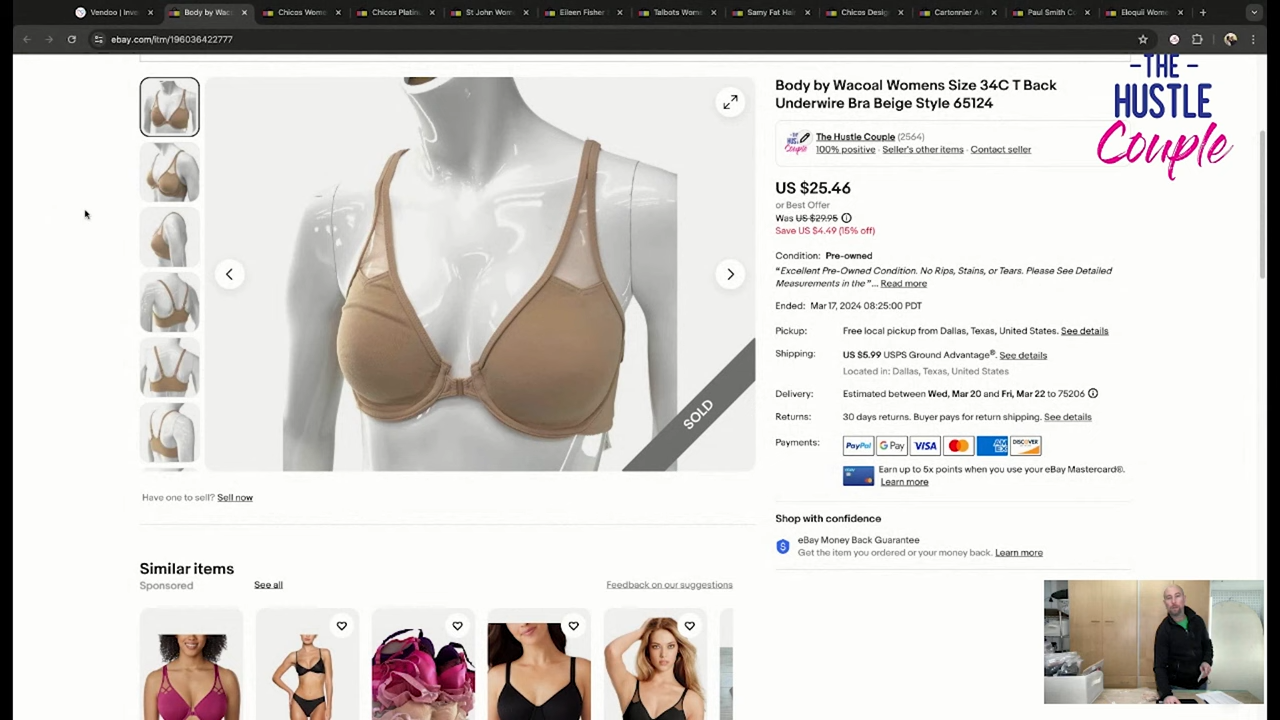 Vendoo | Inve
Body by Waco
Chicos Wome
Chicos Platin
St John Wom
Eileen Fisher
Talbots Wom
Samy Fat Hai
Chicos Desig
Cartonnier A
Paul Smith C
Eloquii Wom
ebay.com/itm/196036422777
-THE-
HUSTLE
Couple
Body by Wacoal Womens Size 34C T Back
Underwire Bra Beige Style 65124
The Hustle Couple (2564)
100% positive · Seller's other items · Contact seller
US $25.46
or Best Offer
Was US $29.95
Save US $4.49 (15% off)
Condition: Pre-owned
"Excellent Pre-Owned Condition. No Rips, Stains, or Tears. Please See Detailed
Measurements in the "... Read more
Ended: Mar 17, 2024 08:25:00 PDT
Pickup: Free local pickup from Dallas, Texas, United States. See details
Shipping: US $5.99 USPS Ground Advantage®. See details
Located in: Dallas, Texas, United States
Delivery: Estimated between Wed, Mar 20 and Fri, Mar 22 to 75206
Returns: 30 days returns. Buyer pays for return shipping. See details
Payments: PayPal G Pay VISA AM EX DISCOVER
Earn up to 5x points when you use your eBay Mastercard®.
Learn more
SOLD
Have one to sell? Sell now
Shop with confidence
eBay Money Back Guarantee
Get the item you ordered or your money back. Learn more
Similar items
Sponsored
See all
Feedback on our suggestions